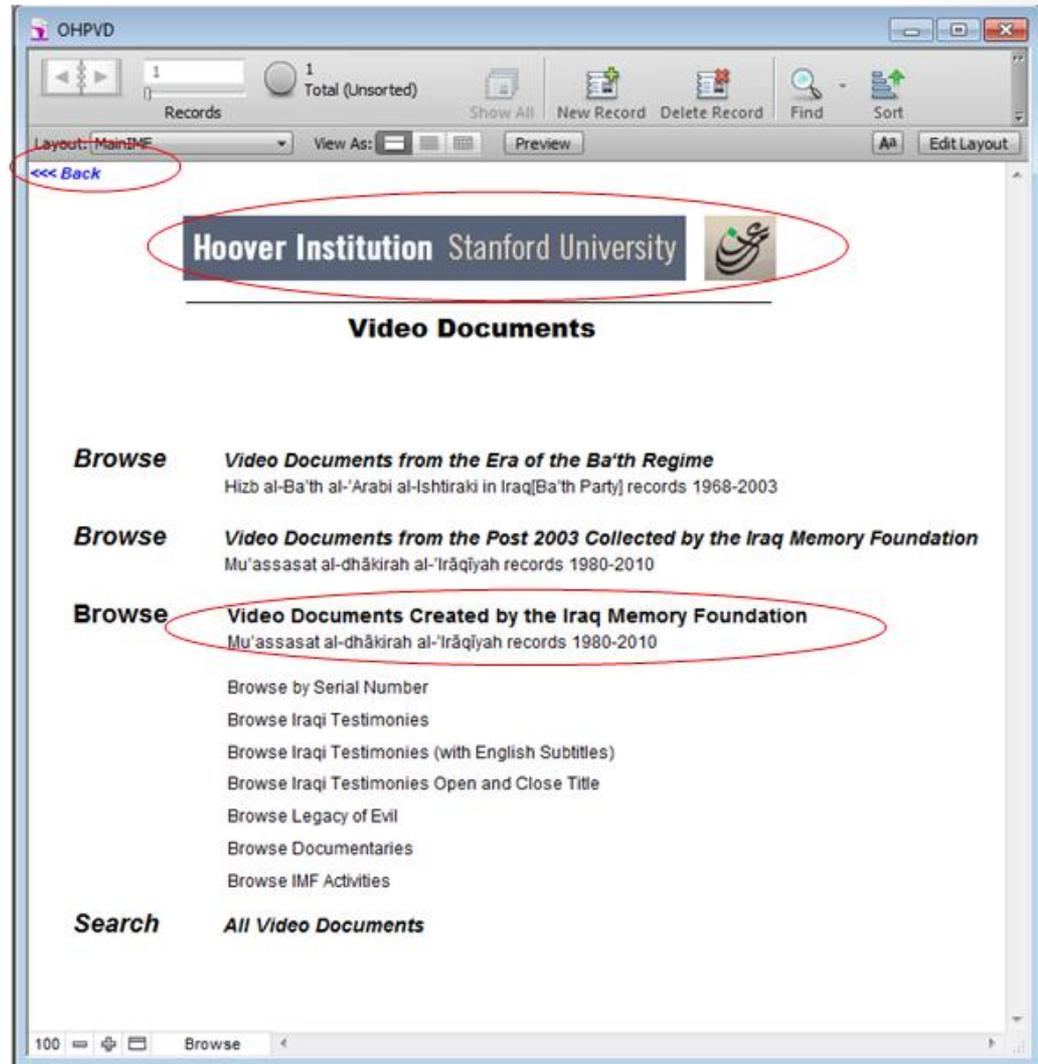 OHPVD
1
1
Total (Unsorted)
Records
Show All
New Record
Delete Record
Find
Sort
Layout: MainIMF
View As:
Preview
Aa
Edit Layout
<<< Back
Hoover Institution Stanford University
Video Documents
Browse Video Documents from the Era of the Ba'th Regime
Hizb al-Ba'th al-'Arabi al-Ishtiraki in Iraq[Ba'th Party] records 1968-2003
Browse Video Documents from the Post 2003 Collected by the Iraq Memory Foundation
Mu'assasat al-dhākirah al-'Irāqīyah records 1980-2010
Browse Video Documents Created by the Iraq Memory Foundation
Mu'assasat al-dhākirah al-'Irāqīyah records 1980-2010
Browse by Serial Number
Browse Iraqi Testimonies
Browse Iraqi Testimonies (with English Subtitles)
Browse Iraqi Testimonies Open and Close Title
Browse Legacy of Evil
Browse Documentaries
Browse IMF Activities
Search All Video Documents
100 Browse